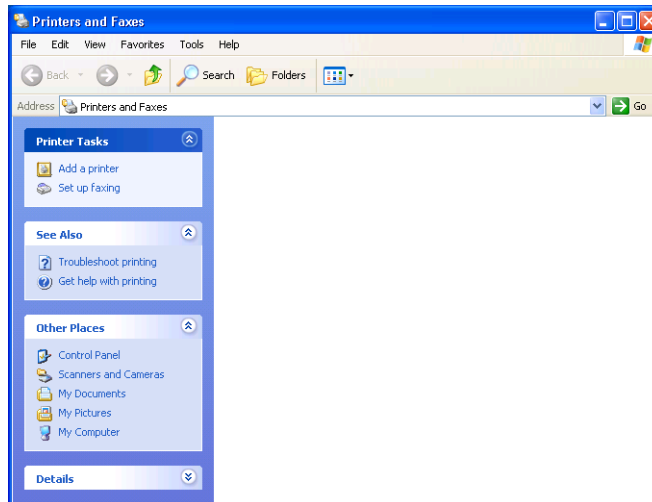 Printers and Faxes
File Edit View Favorites Tools Help
Back Search Folders
Address Printers and Faxes Go
Printer Tasks
Add a printer
Set up faxing
See Also
Troubleshoot printing
Get help with printing
Other Places
Control Panel
Scanners and Cameras
My Documents
My Pictures
My Computer
Details